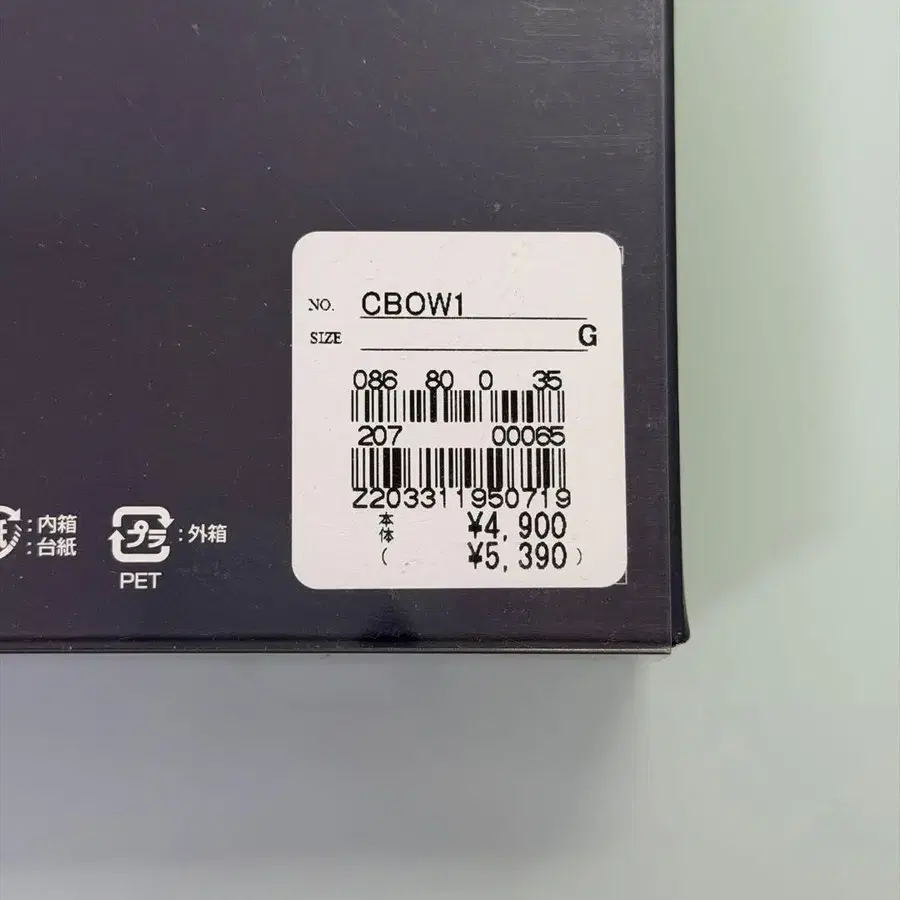 NO. CBOW1
SIZE G
086 80 0 35
207 00065
Z203311950719
本体 ¥4,900
( ¥5,390 )
紙 :内箱
:台紙
プラ :外箱
PET